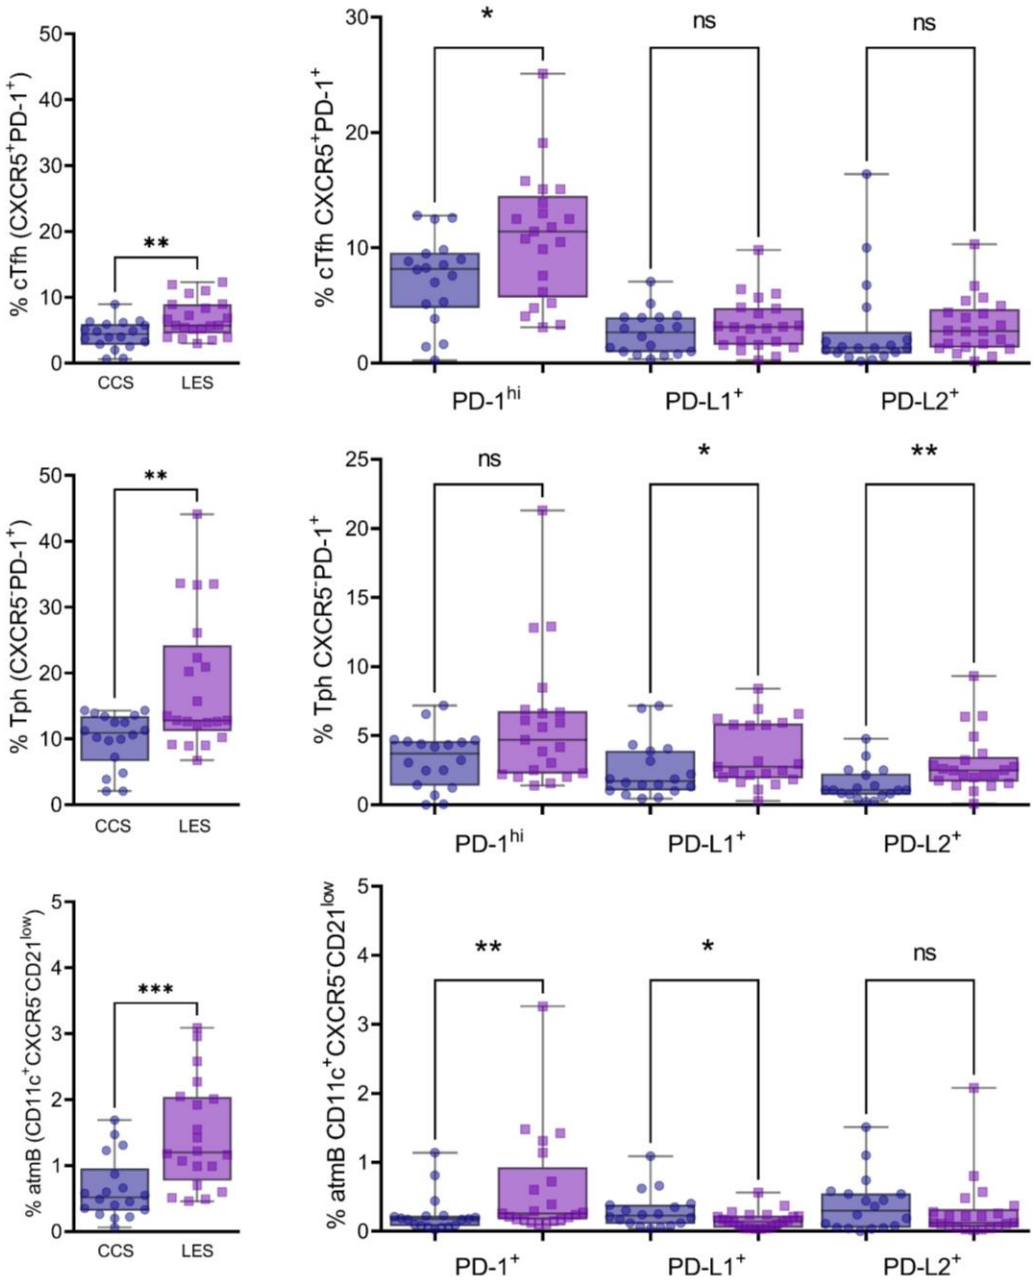 % cTfh (CXCR5⁺PD-1⁺)
50
40
30
20
10
0
**
CCS LES
% cTfh CXCR5⁺PD-1⁺
30
20
10
0
* ns ns
PD-1ʰⁱ PD-L1⁺ PD-L2⁺
% Tph (CXCR5⁻PD-1⁺)
50
40
30
20
10
0
**
CCS LES
% Tph CXCR5⁻PD-1⁺
25
20
15
10
5
0
ns * **
PD-1ʰⁱ PD-L1⁺ PD-L2⁺
% atmB (CD11c⁺CXCR5⁻CD21ˡᵒʷ)
5
4
3
2
1
0
***
CCS LES
% atmB CD11c⁺CXCR5⁻CD21ˡᵒʷ
5
4
3
2
1
0
** * ns
PD-1⁺ PD-L1⁺ PD-L2⁺